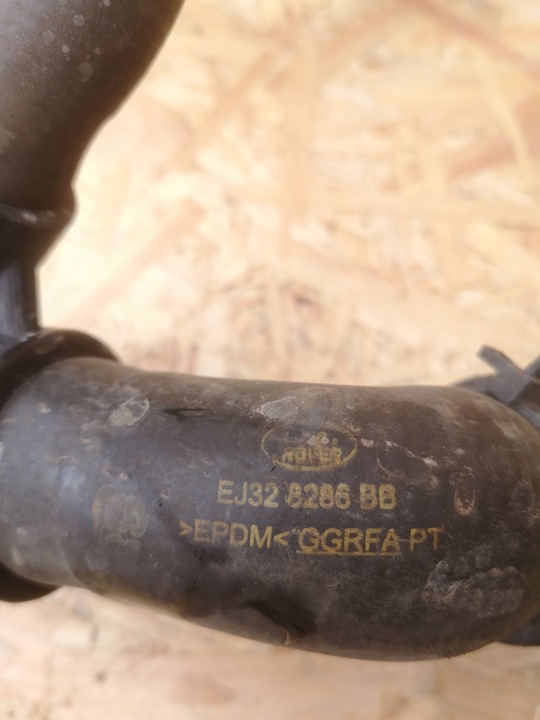 ROVER
EJ32 8286 BB
>EPDM< GGRFA PT